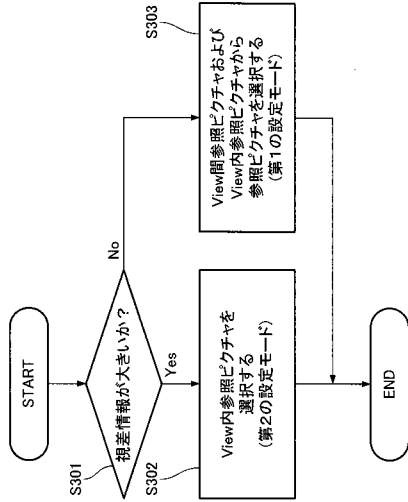 START
S301
視差情報が大きいか？
No
Yes
S302
View内参照ピクチャを
選択する
(第2の設定モード)
S303
View間参照ピクチャおよび
View内参照ピクチャから
参照ピクチャを選択する
(第1の設定モード)
END